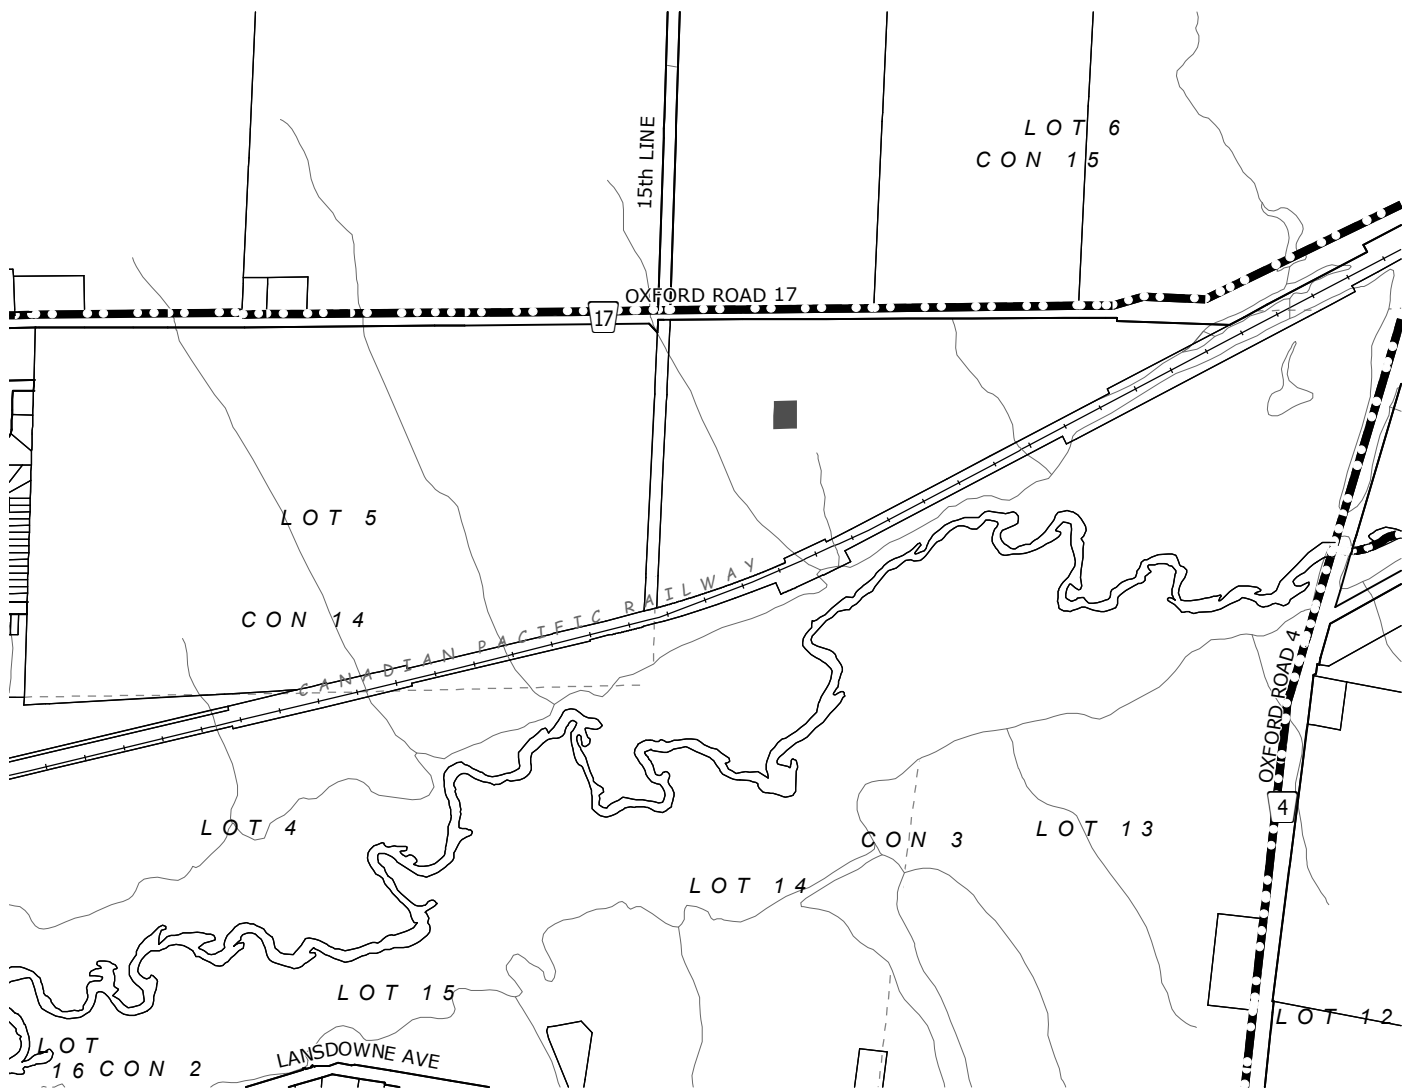 LOT 6
CON 15
15th LINE
OXFORD ROAD 17
17
LOT 5
CON 14
CANADIAN PACIFIC RAILWAY
OXFORD ROAD 4
4
LOT 4
CON 3
LOT 13
LOT 14
LOT 15
LOT 12
LOT
16 CON 2
LANSDOWNE AVE